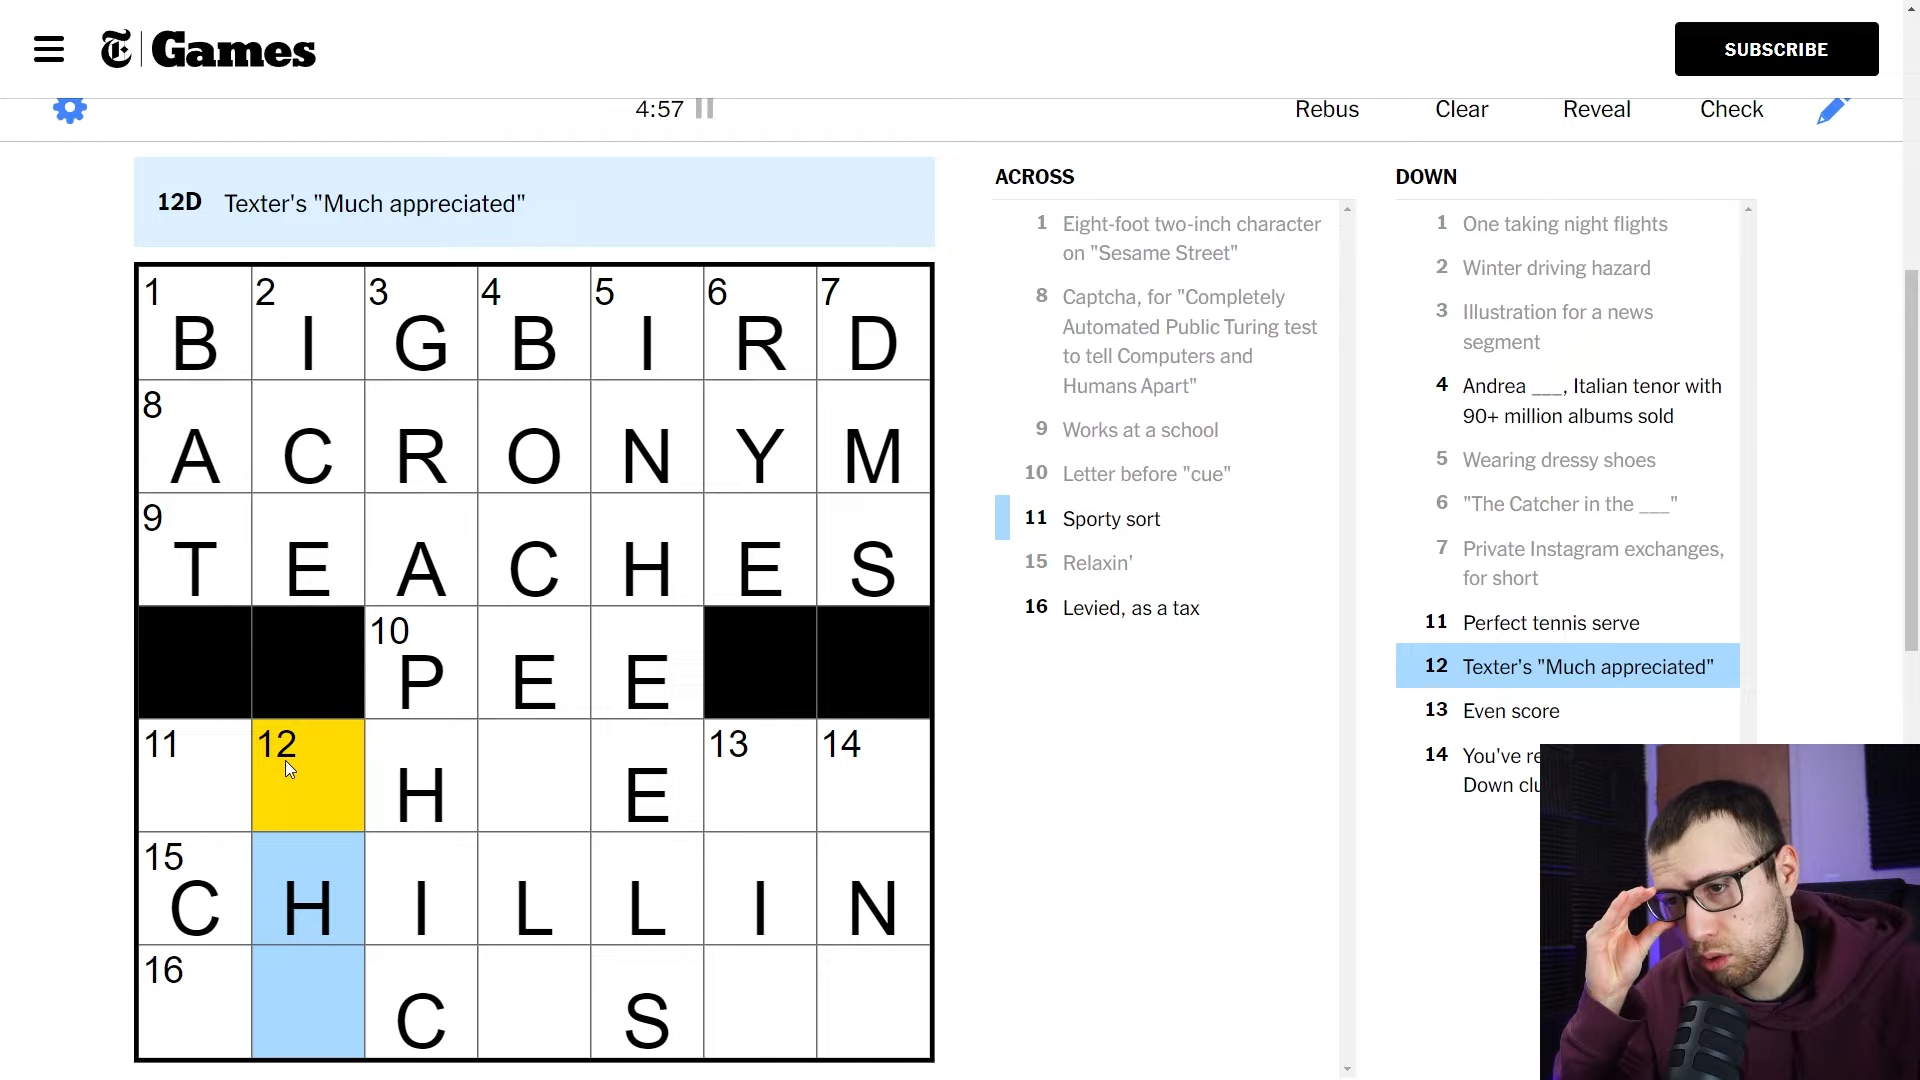 Games
SUBSCRIBE
4:57
Rebus
Clear
Reveal
Check
12D Texter's "Much appreciated"
1 2 3 4 5 6 7
B I G B I R D
8
A C R O N Y M
9
T E A C H E S
10
P E E
11 12 13 14
H E
15
C H I L L I N
16
C S
ACROSS
1 Eight-foot two-inch character
on "Sesame Street"
8 Captcha, for "Completely
Automated Public Turing test
to tell Computers and
Humans Apart"
9 Works at a school
10 Letter before "cue"
11 Sporty sort
15 Relaxin'
16 Levied, as a tax
DOWN
1 One taking night flights
2 Winter driving hazard
3 Illustration for a news
segment
4 Andrea ___, Italian tenor with
90+ million albums sold
5 Wearing dressy shoes
6 "The Catcher in the ___"
7 Private Instagram exchanges,
for short
11 Perfect tennis serve
12 Texter's "Much appreciated"
13 Even score
14 You've re
Down clu